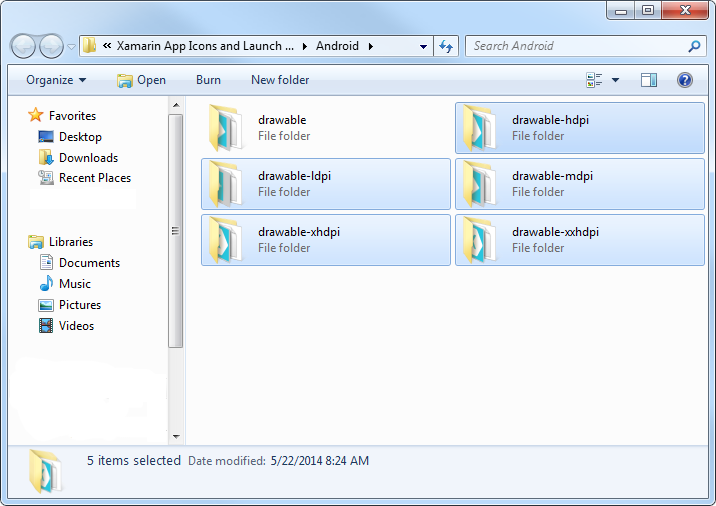 « Xamarin App Icons and Launch ... Android
Search Android
Organize Open Burn New folder
Favorites
Desktop
Downloads
Recent Places
Libraries
Documents
Music
Pictures
Videos
drawable
File folder
drawable-hdpi
File folder
drawable-ldpi
File folder
drawable-mdpi
File folder
drawable-xhdpi
File folder
drawable-xxhdpi
File folder
5 items selected Date modified: 5/22/2014 8:24 AM